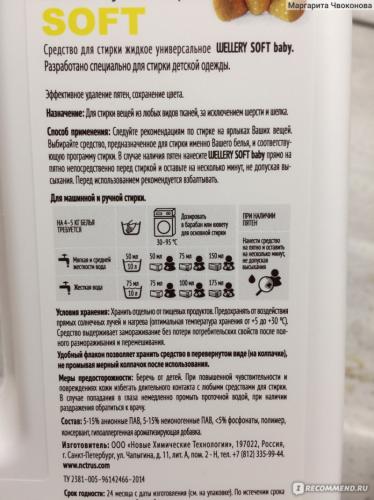 Маргарита Чвоконова
SOFT
Средство для стирки жидкое универсальное WELLERY SOFT baby.
Разработано специально для стирки детской одежды.
Эффективное удаление пятен, сохранение цвета.
Назначение: Для стирки вещей из любых видов тканей, за исключением шерсти и шелка.
Способ применения: Следуйте рекомендациям по стирке на ярлыках Ваших вещей.
Выбирайте средство, предназначенное для стирки именно Вашего белья, и соответствующую
программу стирки. В случае наличия пятен нанесите WELLERY SOFT baby прямо на
пятно непосредственно перед стиркой и оставьте на несколько минут, не допуская вы-
сыхания. Перед использованием рекомендуется взбалтывать.
Для машинной и ручной стирки.
НА 4–5 КГ БЕЛЬЯ ТРЕБУЕТСЯ
30–95 °C
Дозировать в барабан или кювету для основной стирки
ПРИ НАЛИЧИИ ПЯТЕН
Мягкая и средней жесткости вода
50 мл 10 л
50 мл 75 мл 150 мл
Нанести средство на пятно и оставить на несколько минут, не допуская высыхания
Жесткая вода
75 мл 10 л
75 мл 100 мл 175 мл
Условия хранения: Хранить отдельно от пищевых продуктов. Предохранять от воздействия
прямых солнечных лучей и нагрева (оптимальная температура хранения от +5 до +30 °C).
Средство выдерживает замораживание без потери потребительских свойств после полного
размораживания и перемешивания.
Удобный флакон позволяет хранить средство в перевернутом виде (на колпачке), не
промывая мерный колпачок после использования.
Меры предосторожности: Беречь от детей. При повышенной чувствительности и
повреждениях кожи избегать длительного контакта с любыми средствами для стирки.
При попадании в глаза немедленно промыть их проточной водой, при наличии
раздражения обратиться к врачу.
Состав: 5-15% анионные ПАВ, 5-15% неионогенные ПАВ, <5% фосфонаты, полимер,
консервант, гипоаллергенная ароматизирующая добавка.
Изготовитель: ООО «Новые Химические Технологии», 197022, Россия,
г. Санкт-Петербург, ул. Чапыгина, д. 11, лит. А, пом. 2 - Н, тел. +7 (812) 335-99-44.
ТУ 2381-005-96142466-2014
Срок годности: 24 месяца с даты изготовления (см. на упаковке). По истечении срока
www.nctrus.com
IRECOMMEND.RU